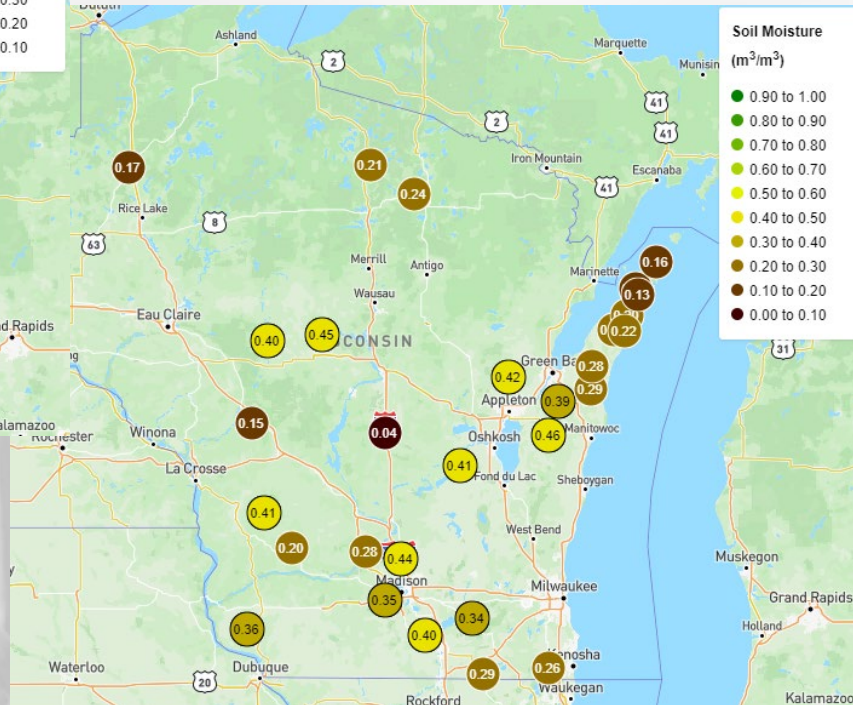 0.30
0.20
0.10
Duluth
Ashland
2
Marquette
Munisin
41
41
2
Iron Mountain
Escanaba
41
0.17
0.21
0.24
Rice Lake
8
63
Merrill
Antigo
Wausau
Marinette
0.16
0.13
0.20
0.22
Eau Claire
d Rapids
0.40
0.45
CONSIN
Green Ba
0.28
0.29
0.42
Appleton
0.39
0.46
Manitowoc
Oshkosh
0.15
0.04
alamazoo
Rochester
Winona
La Crosse
0.41
Fond du Lac
Sheboygan
0.41
0.20
0.28
0.44
West Bend
Madison
Milwaukee
0.35
0.34
0.36
0.40
Waterloo
20
Dubuque
0.29
0.26
Kenosha
Waukegan
Rockford
31
Muskegon
Grand Rapids
Holland
Kalamazoo
Soil Moisture
(m³/m³)
0.90 to 1.00
0.80 to 0.90
0.70 to 0.80
0.60 to 0.70
0.50 to 0.60
0.40 to 0.50
0.30 to 0.40
0.20 to 0.30
0.10 to 0.20
0.00 to 0.10